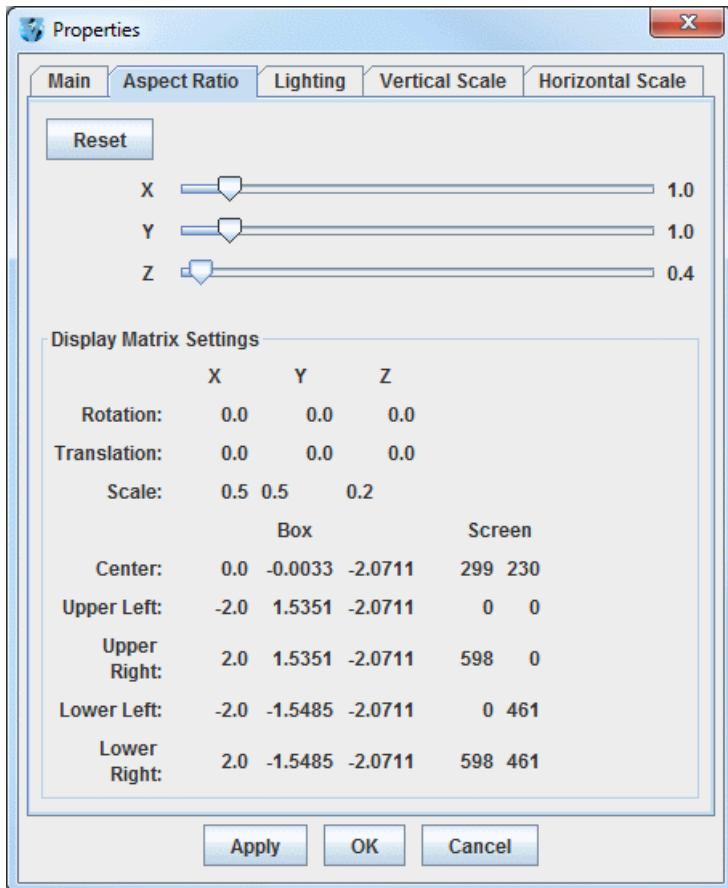 Properties
Main Aspect Ratio Lighting Vertical Scale Horizontal Scale
Reset
X 1.0
Y 1.0
Z 0.4
Display Matrix Settings
X Y Z
Rotation: 0.0 0.0 0.0
Translation: 0.0 0.0 0.0
Scale: 0.5 0.5 0.2
Box Screen
Center: 0.0 -0.0033 -2.0711 299 230
Upper Left: -2.0 1.5351 -2.0711 0 0
Upper
Right: 2.0 1.5351 -2.0711 598 0
Lower Left: -2.0 -1.5485 -2.0711 0 461
Lower
Right: 2.0 -1.5485 -2.0711 598 461
Apply OK Cancel